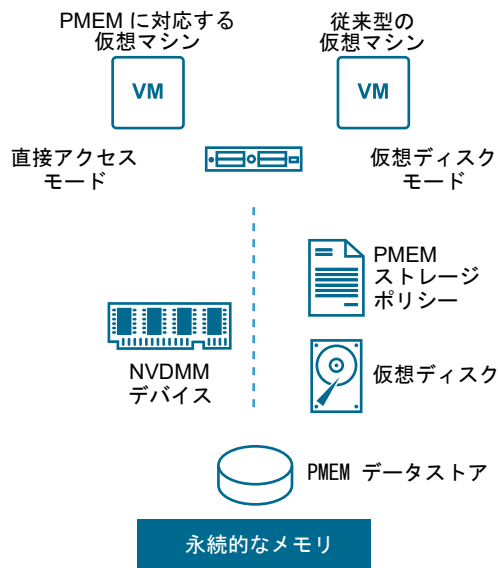 PMEM に対応する
仮想マシン
従来型の
仮想マシン
VM
VM
直接アクセス
モード
仮想ディスク
モード
PMEM
ストレージ
ポリシー
NVDMM
デバイス
仮想ディスク
PMEM データストア
永続的なメモリ